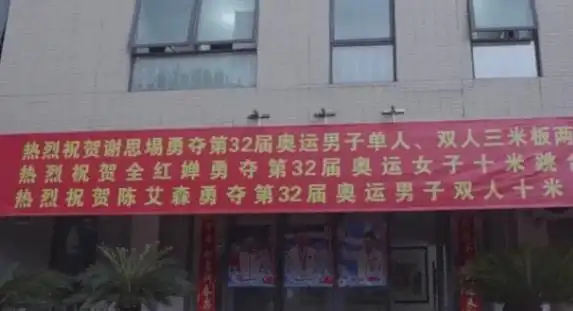 热烈祝贺谢思埸勇夺第32届奥运男子单人、双人三米板两
热烈祝贺全红婵勇夺第32届奥运女子十米跳台
热烈祝贺陈艾森勇夺第32届奥运男子双人十米